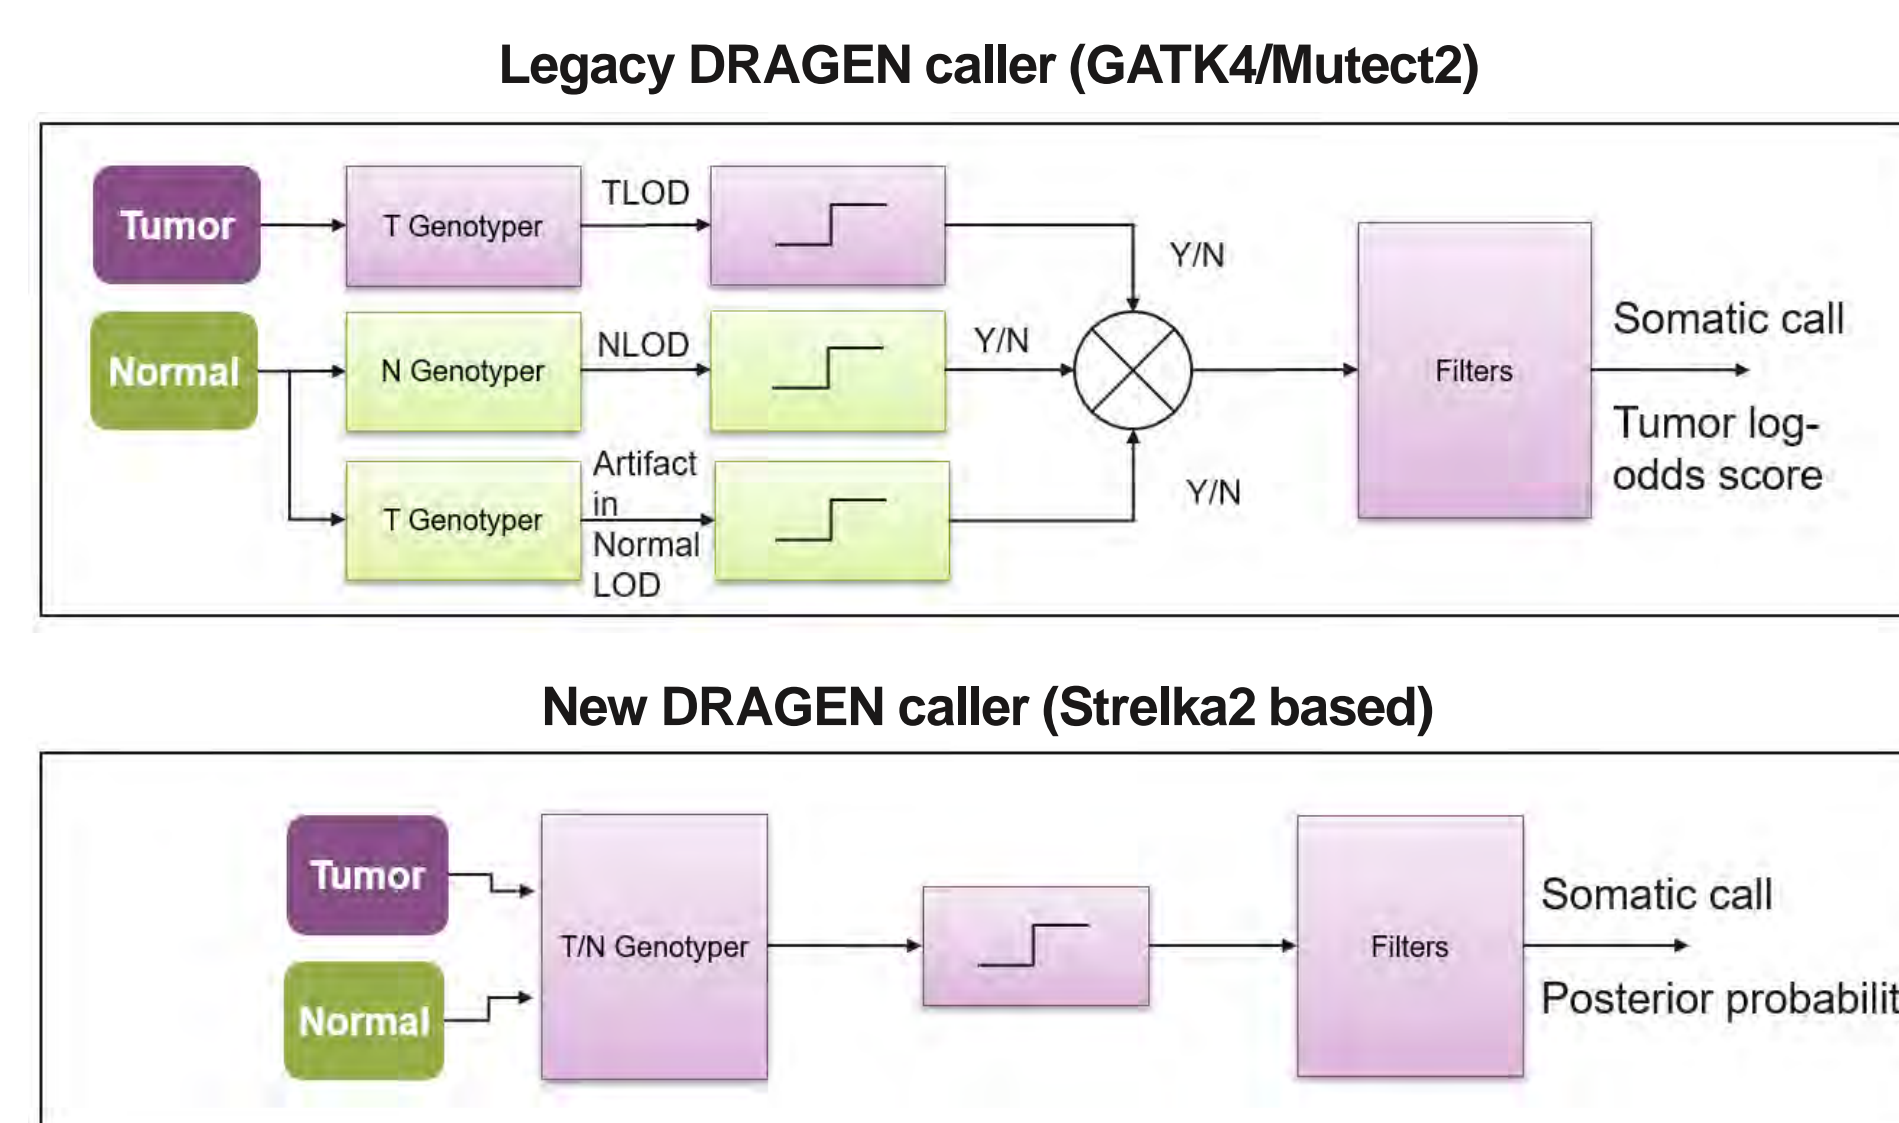 Legacy DRAGEN caller (GATK4/Mutect2)
Tumor
T Genotyper
TLOD
Y/N
Normal
N Genotyper
NLOD
Y/N
T Genotyper
Artifact
in
Normal
LOD
Y/N
Filters
Somatic call
Tumor log-
odds score
New DRAGEN caller (Strelka2 based)
Tumor
Normal
T/N Genotyper
Filters
Somatic call
Posterior probabilit